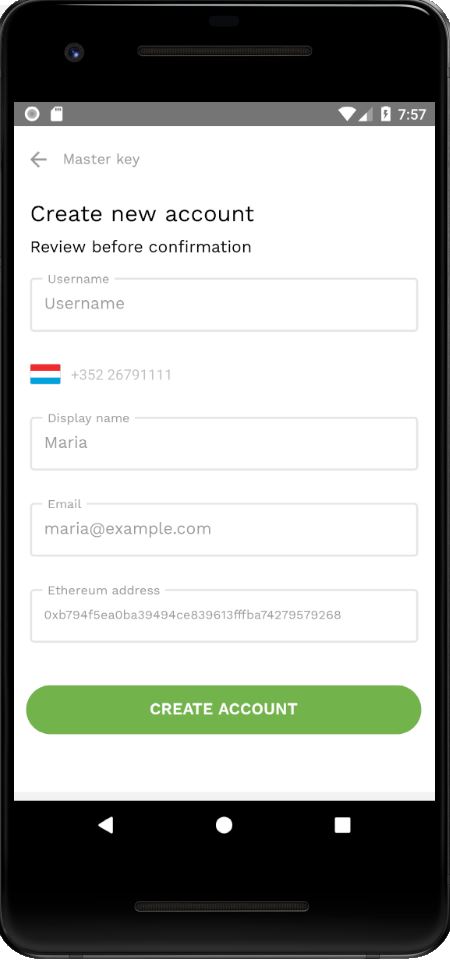 7:57
Master key
Create new account
Review before confirmation
Username
Username
+352 26791111
Display name
Maria
Email
maria@example.com
Ethereum address
0xb794f5ea0ba39494ce839613fffba74279579268
CREATE ACCOUNT